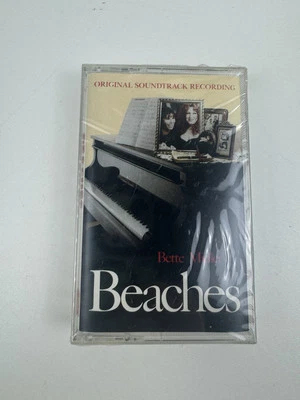 ORIGINAL SOUNDTRACK RECORDING
Bette Midler
Beaches